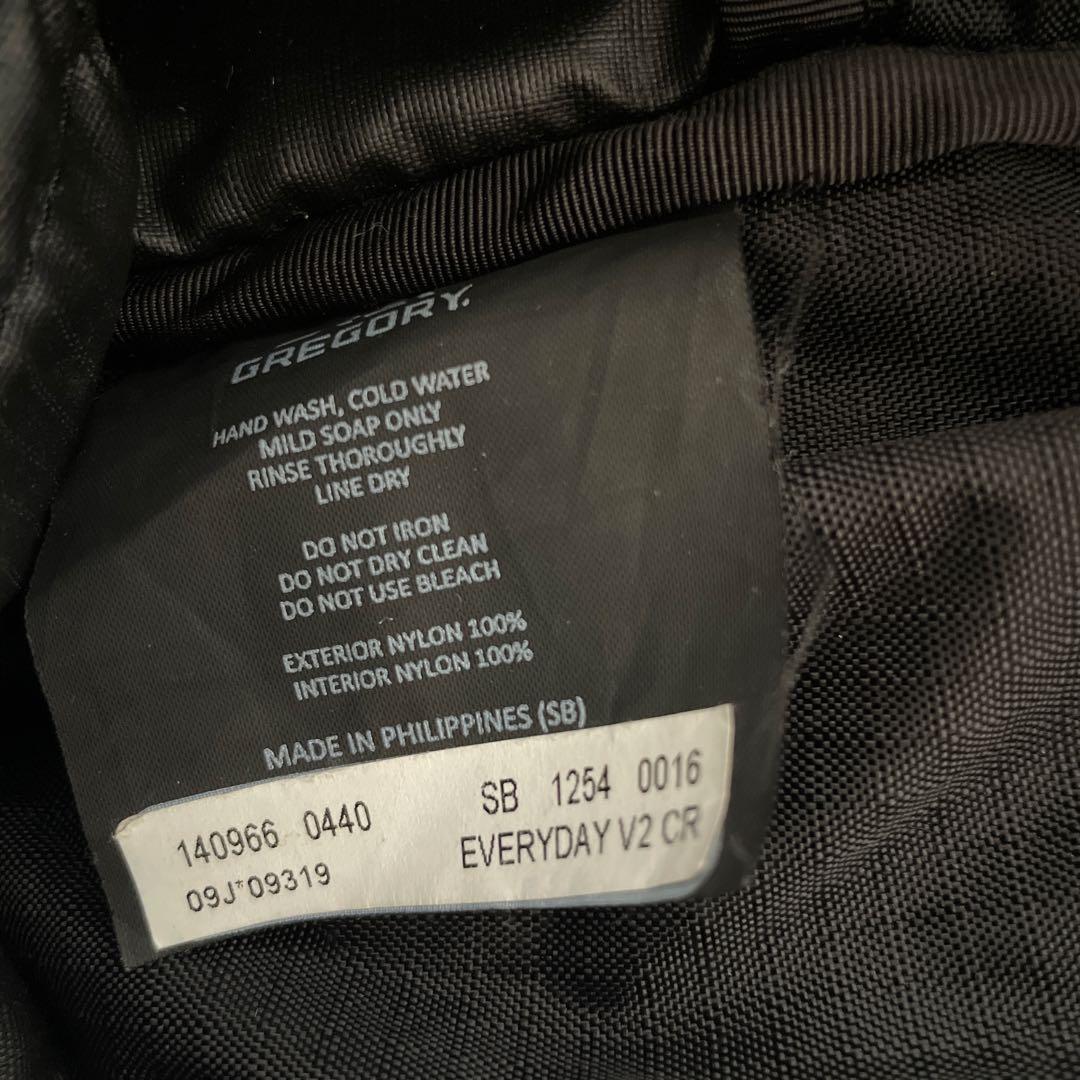 GREGORY.
HAND WASH, COLD WATER
MILD SOAP ONLY
RINSE THOROUGHLY
LINE DRY
DO NOT IRON
DO NOT DRY CLEAN
DO NOT USE BLEACH
EXTERIOR NYLON 100%
INTERIOR NYLON 100%
MADE IN PHILIPPINES (SB)
140966 0440 SB 1254 0016
09J*09319 EVERYDAY V2 CR